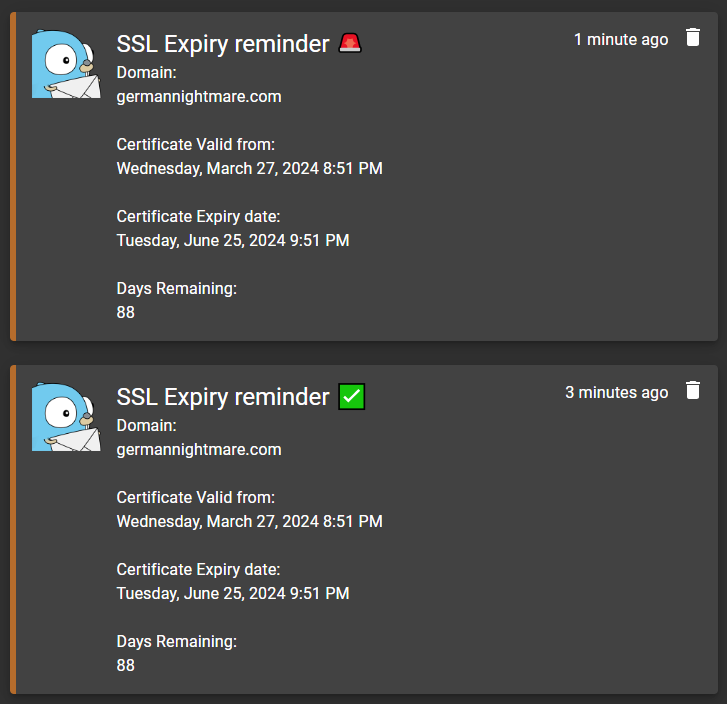 SSL Expiry reminder 🚨
1 minute ago
Domain:
germannightmare.com
Certificate Valid from:
Wednesday, March 27, 2024 8:51 PM
Certificate Expiry date:
Tuesday, June 25, 2024 9:51 PM
Days Remaining:
88
SSL Expiry reminder ✅
3 minutes ago
Domain:
germannightmare.com
Certificate Valid from:
Wednesday, March 27, 2024 8:51 PM
Certificate Expiry date:
Tuesday, June 25, 2024 9:51 PM
Days Remaining:
88